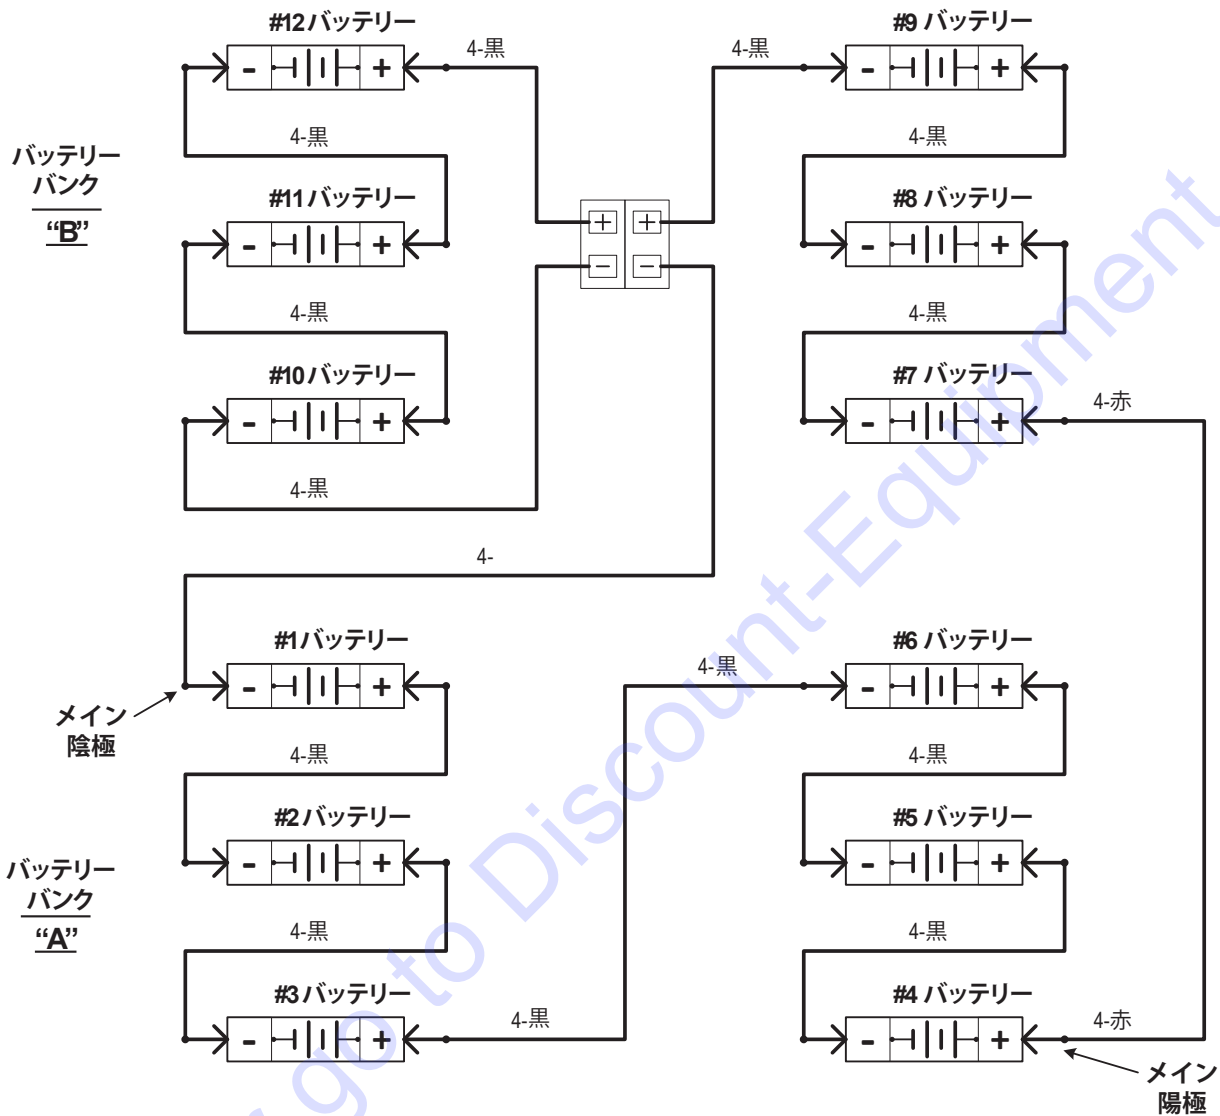 #12 バッテリー
#9 バッテリー
4-黒
4-黒
- +
- +
4-黒
4-黒
バッテリー
バンク
“B”
#11 バッテリー
#8 バッテリー
+ +
- +
- +
- -
4-黒
4-黒
#10 バッテリー
#7 バッテリー
4-赤
- +
- +
4-黒
4-
#1 バッテリー
#6 バッテリー
4-黒
- +
- +
メイン
陰極
4-黒
4-黒
#2 バッテリー
#5 バッテリー
- +
- +
バッテリー
バンク
“A”
4-黒
4-黒
#3 バッテリー
#4 バッテリー
4-黒
4-赤
- +
- +
メイン
陽極
go to Discount-Equipment